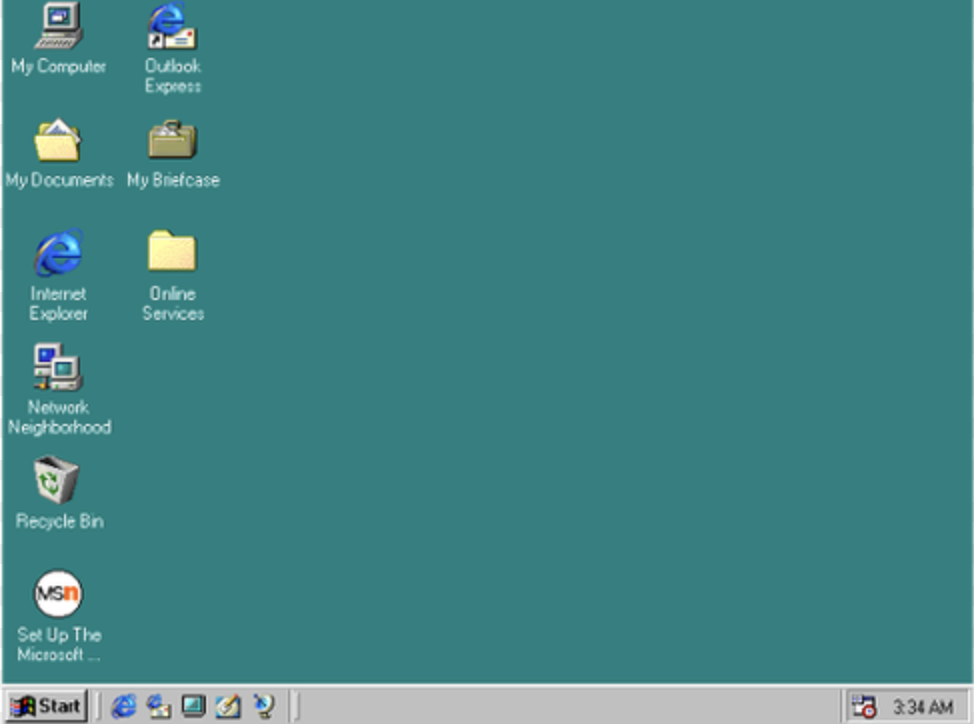 My Computer
Outlook
Express
My Documents
My Briefcase
Internet
Explorer
Online
Services
Network
Neighborhood
Recycle Bin
msn
Set Up The
Microsoft ...
Start
3:34 AM